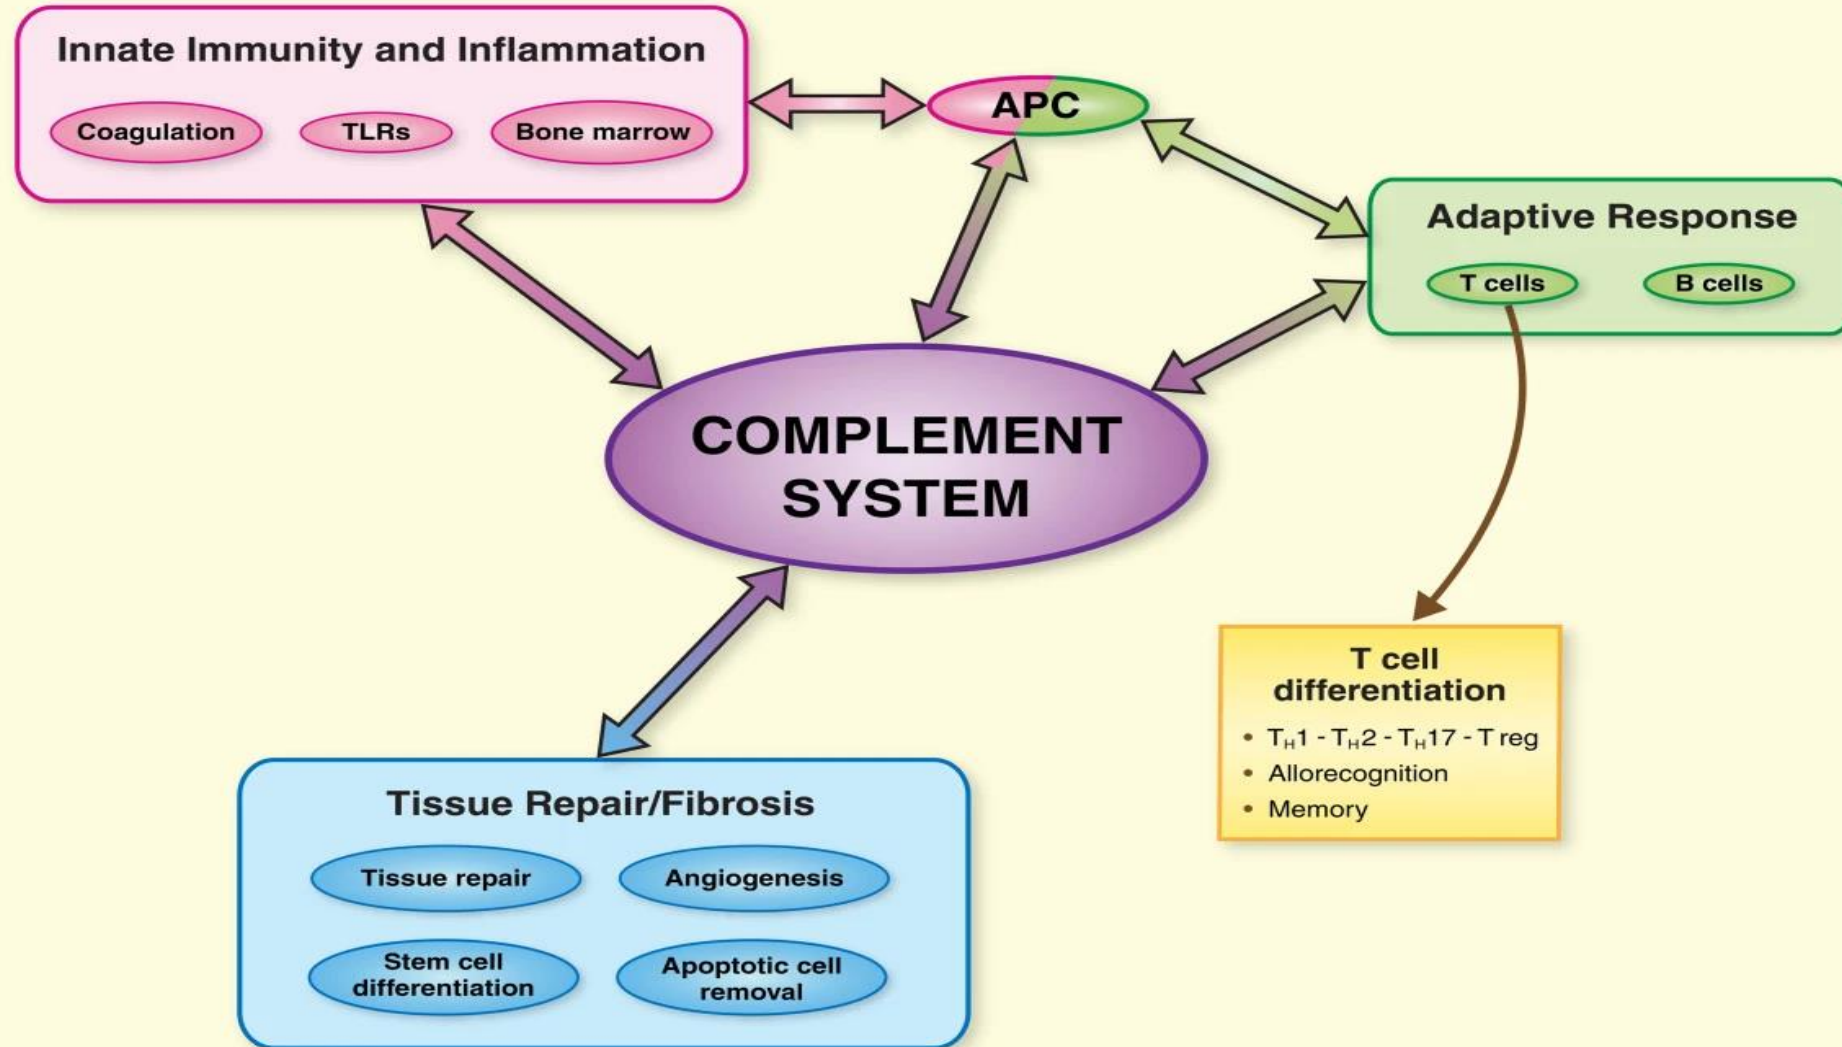 Innate Immunity and Inflammation
Coagulation
TLRs
Bone marrow
APC
Adaptive Response
T cells
B cells
COMPLEMENT
SYSTEM
T cell
differentiation
• TH1 - TH2 - TH17 - T reg
• Allorecognition
• Memory
Tissue Repair/Fibrosis
Tissue repair
Angiogenesis
Stem cell
differentiation
Apoptotic cell
removal